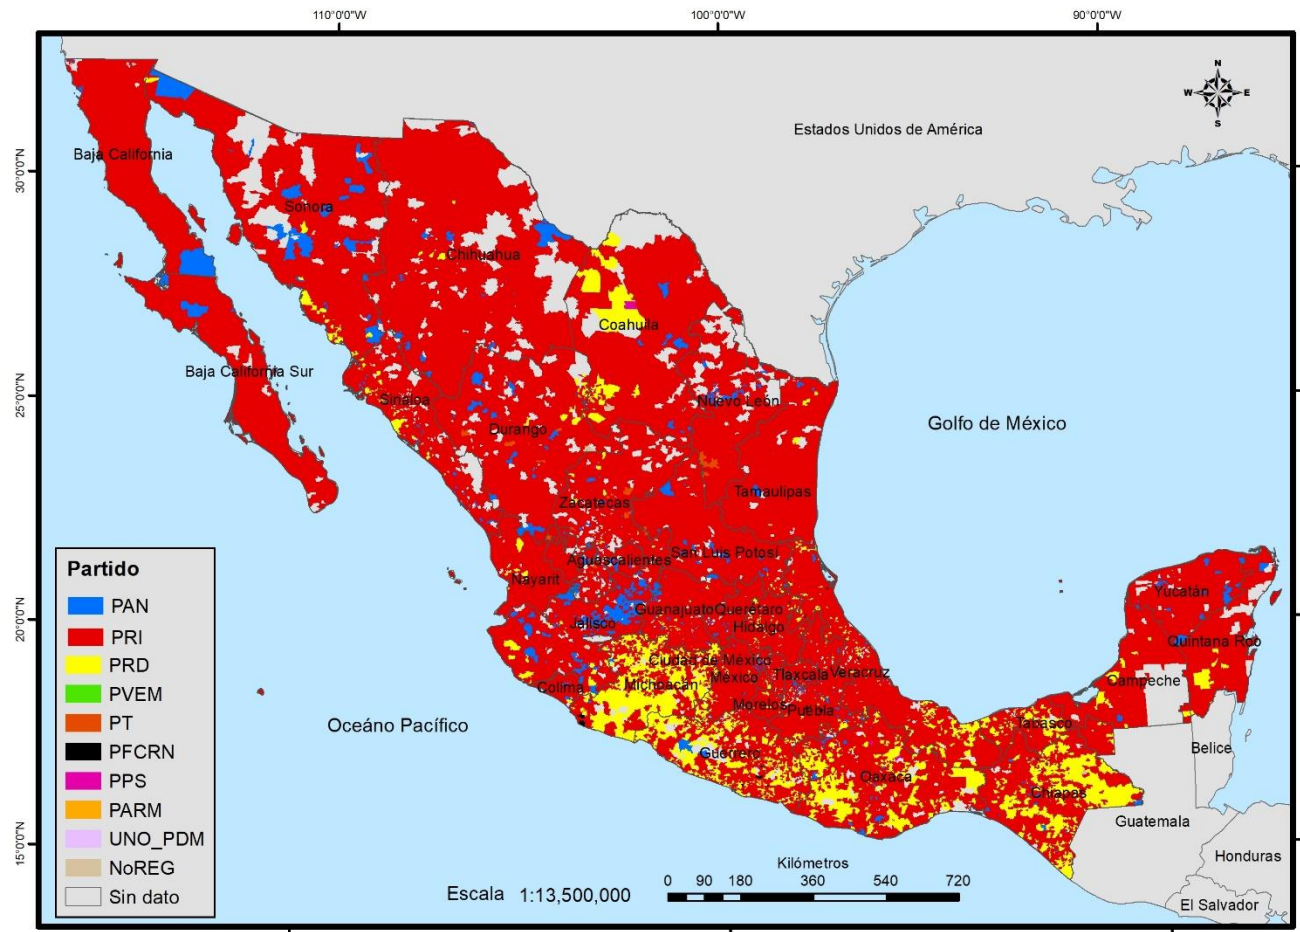 110°0'0"W
100°0'0"W
90°0'0"W
30°0'0"N
25°0'0"N
20°0'0"N
15°0'0"N
N
W
E
S
Estados Unidos de América
Baja California
Sonora
Chihuahua
Coahuila
Baja California Sur
Sinaloa
Nuevo León
Durango
Golfo de México
Tamaulipas
Zacatecas
San Luis Potosí
Aguascalientes
Nayarit
Guanajuato
Querétaro
Hidalgo
Jalisco
Yucatán
Quintana Roo
Ciudad de Mexico
México
Tlaxcala
Veracruz
Michoacán
Colima
Morelos
Puebla
Campeche
Tabasco
Oceáno Pacífico
Guerrero
Oaxaca
Chiapas
Belice
Guatemala
Honduras
El Salvador
Partido
PAN
PRI
PRD
PVEM
PT
PFCRN
PPS
PARM
UNO_PDM
NoREG
Sin dato
Kilómetros
Escala 1:13,500,000
0 90 180 360 540 720